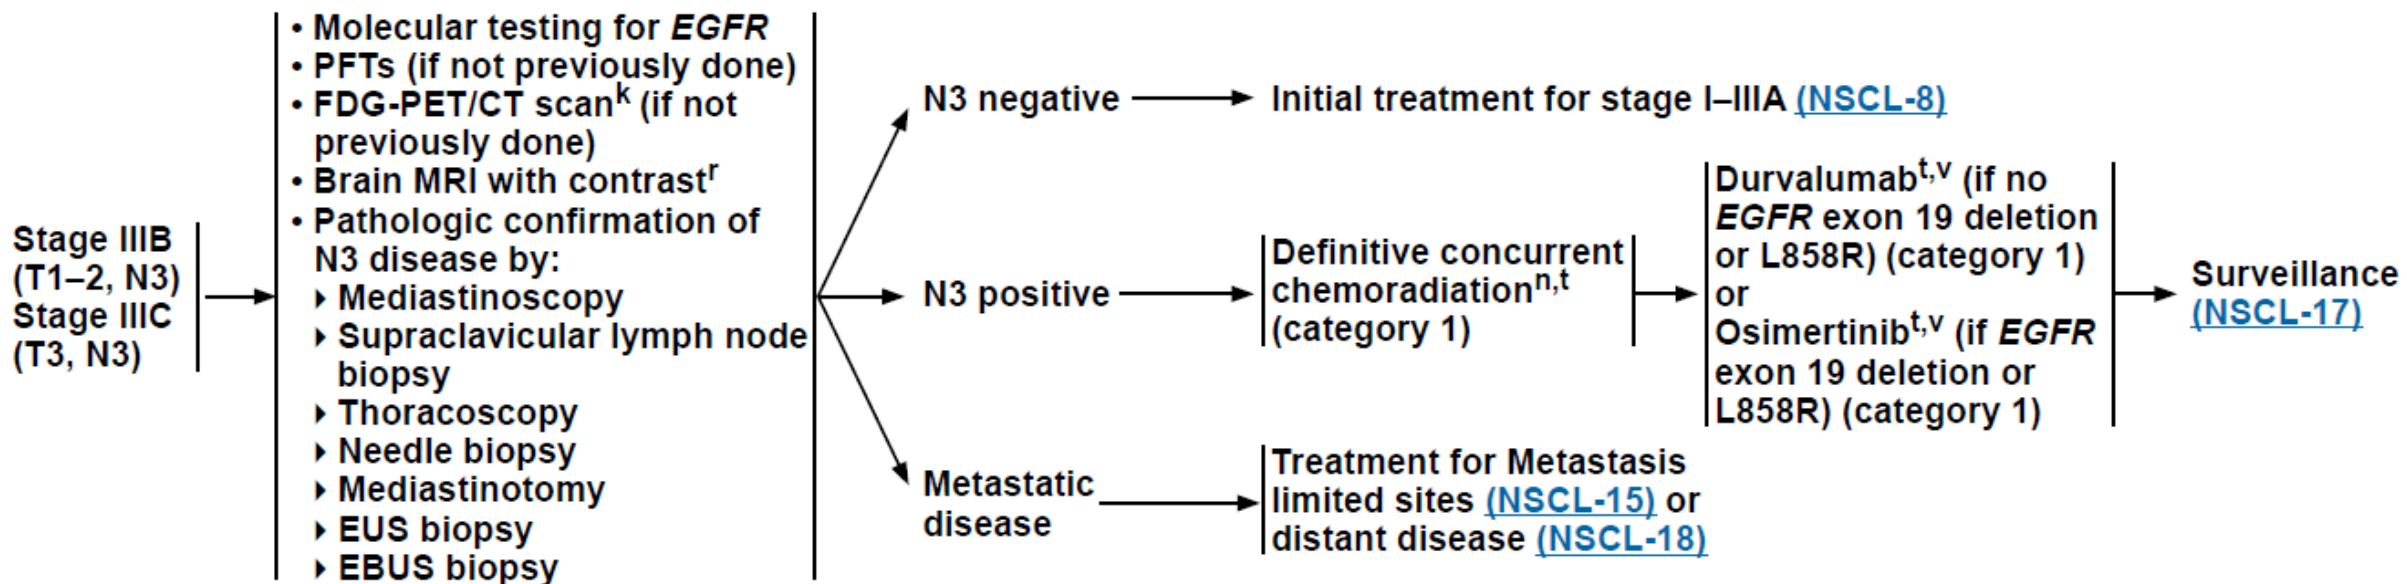 Stage IIIB
(T1–2, N3)
Stage IIIC
(T3, N3)
• Molecular testing for EGFR
• PFTs (if not previously done)
• FDG-PET/CT scank (if not
previously done)
• Brain MRI with contrastr
• Pathologic confirmation of
N3 disease by:
▸ Mediastinoscopy
▸ Supraclavicular lymph node
biopsy
▸ Thoracoscopy
▸ Needle biopsy
▸ Mediastinotomy
▸ EUS biopsy
▸ EBUS biopsy
N3 negative
Initial treatment for stage I–IIIA (NSCL-8)
N3 positive
Definitive concurrent
chemoradiationn,t
(category 1)
Durvalumabt,v (if no
EGFR exon 19 deletion
or L858R) (category 1)
or
Osimertinibt,v (if EGFR
exon 19 deletion or
L858R) (category 1)
Surveillance
(NSCL-17)
Metastatic
disease
Treatment for Metastasis
limited sites (NSCL-15) or
distant disease (NSCL-18)